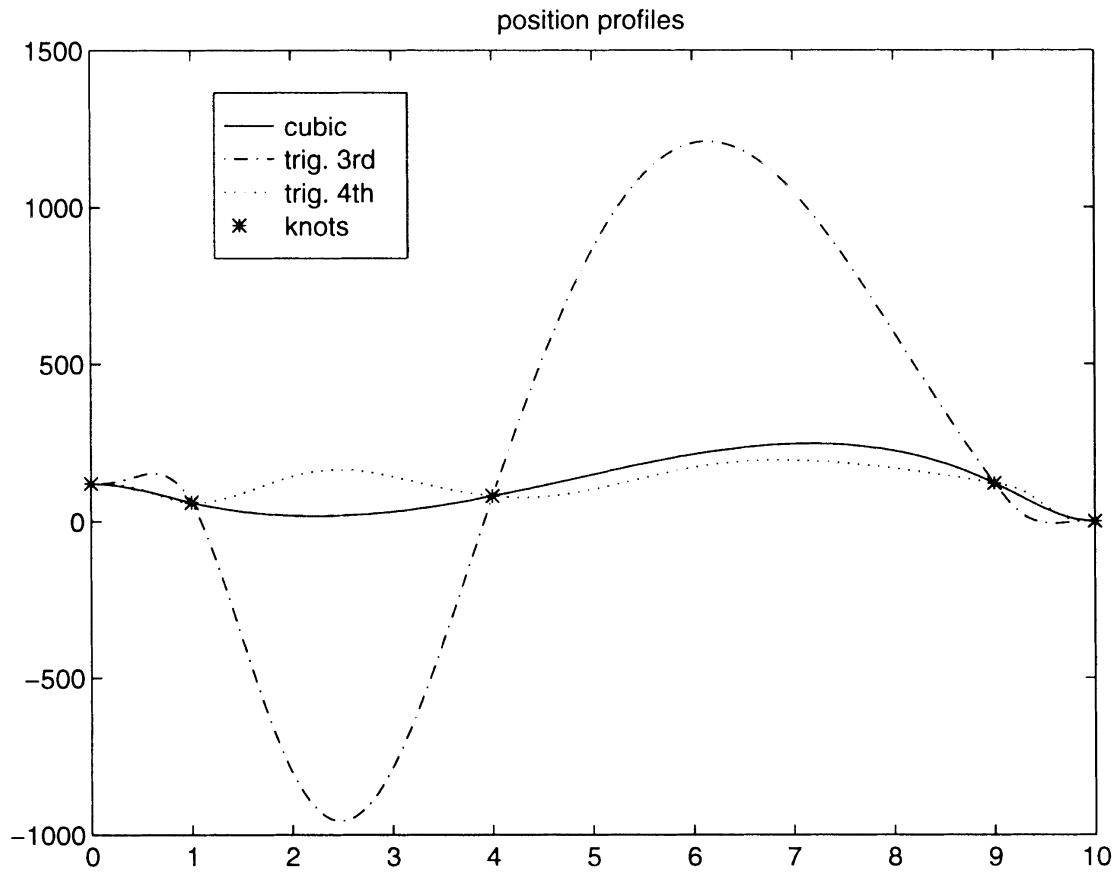 position profiles
1500
1000
500
0
−500
−1000
cubic
trig. 3rd
trig. 4th
knots
0 1 2 3 4 5 6 7 8 9 10